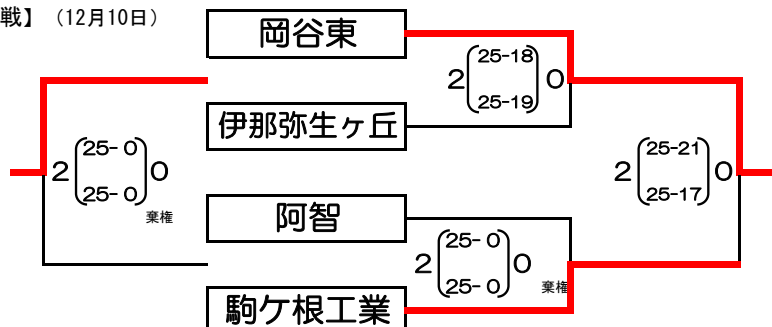 戦】（12月10日）
岡谷東
2 25-18 0
25-19
伊那弥生ヶ丘
2 25- 0 0
25- 0
棄権
2 25-21 0
25-17
阿智
2 25- 0 0
25- 0
棄権
駒ケ根工業